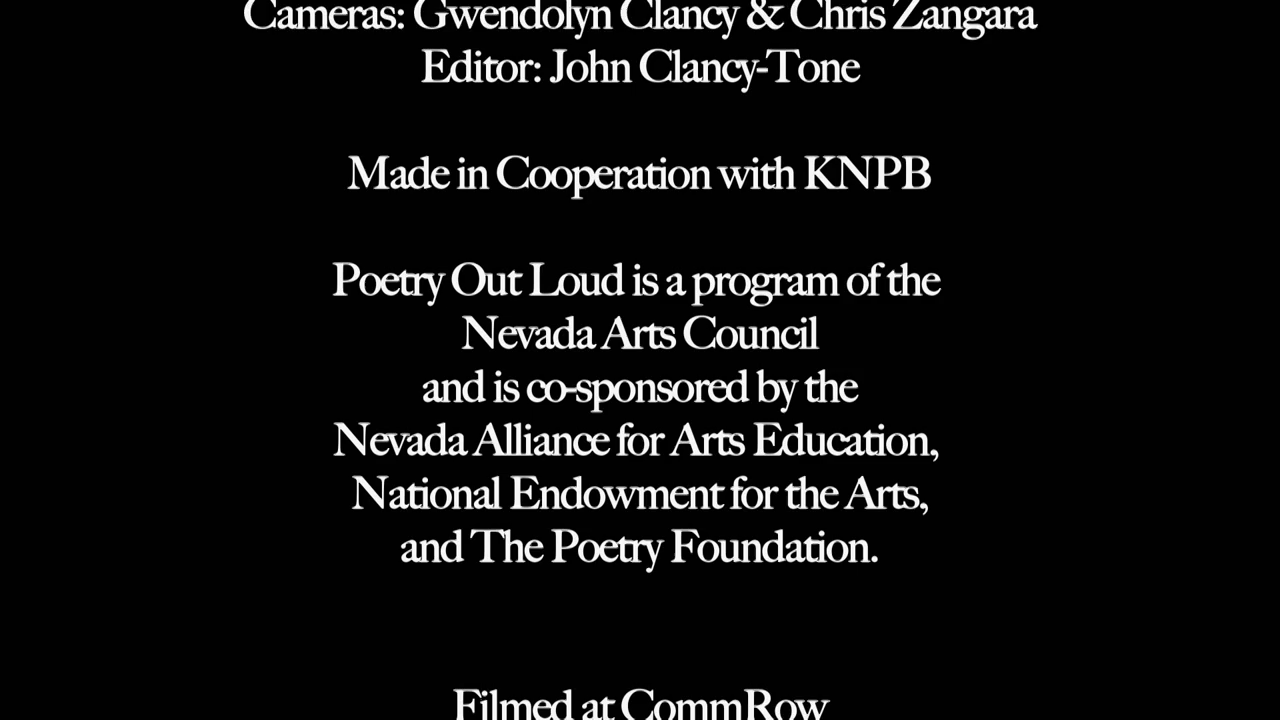 Cameras: Gwendolyn Clancy & Chris Zangara
Editor: John Clancy-Tone
Made in Cooperation with KNPB
Poetry Out Loud is a program of the
Nevada Arts Council
and is co-sponsored by the
Nevada Alliance for Arts Education,
National Endowment for the Arts,
and The Poetry Foundation.
Filmed at CommRow